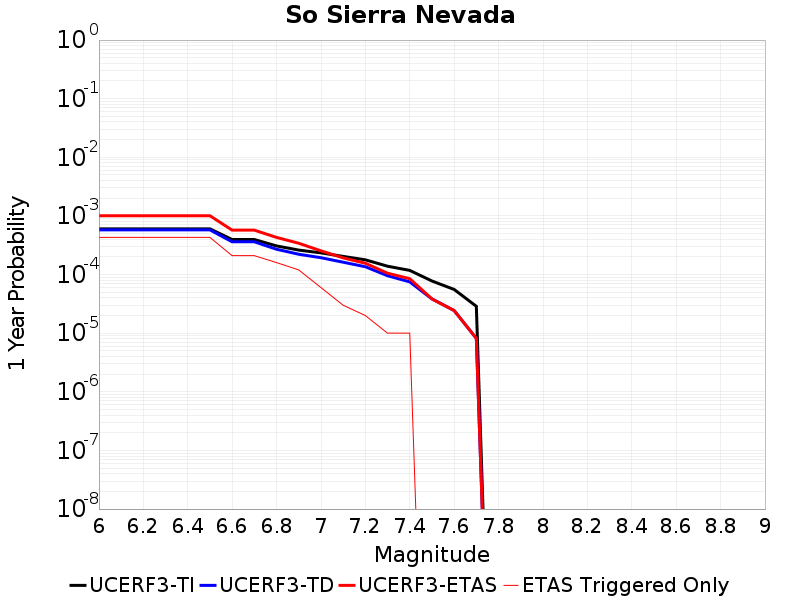 So Sierra Nevada
1 Year Probability
10^0
10^-1
10^-2
10^-3
10^-4
10^-5
10^-6
10^-7
10^-8
6 6.2 6.4 6.6 6.8 7 7.2 7.4 7.6 7.8 8 8.2 8.4 8.6 8.8 9
Magnitude
UCERF3-TI UCERF3-TD UCERF3-ETAS ETAS Triggered Only